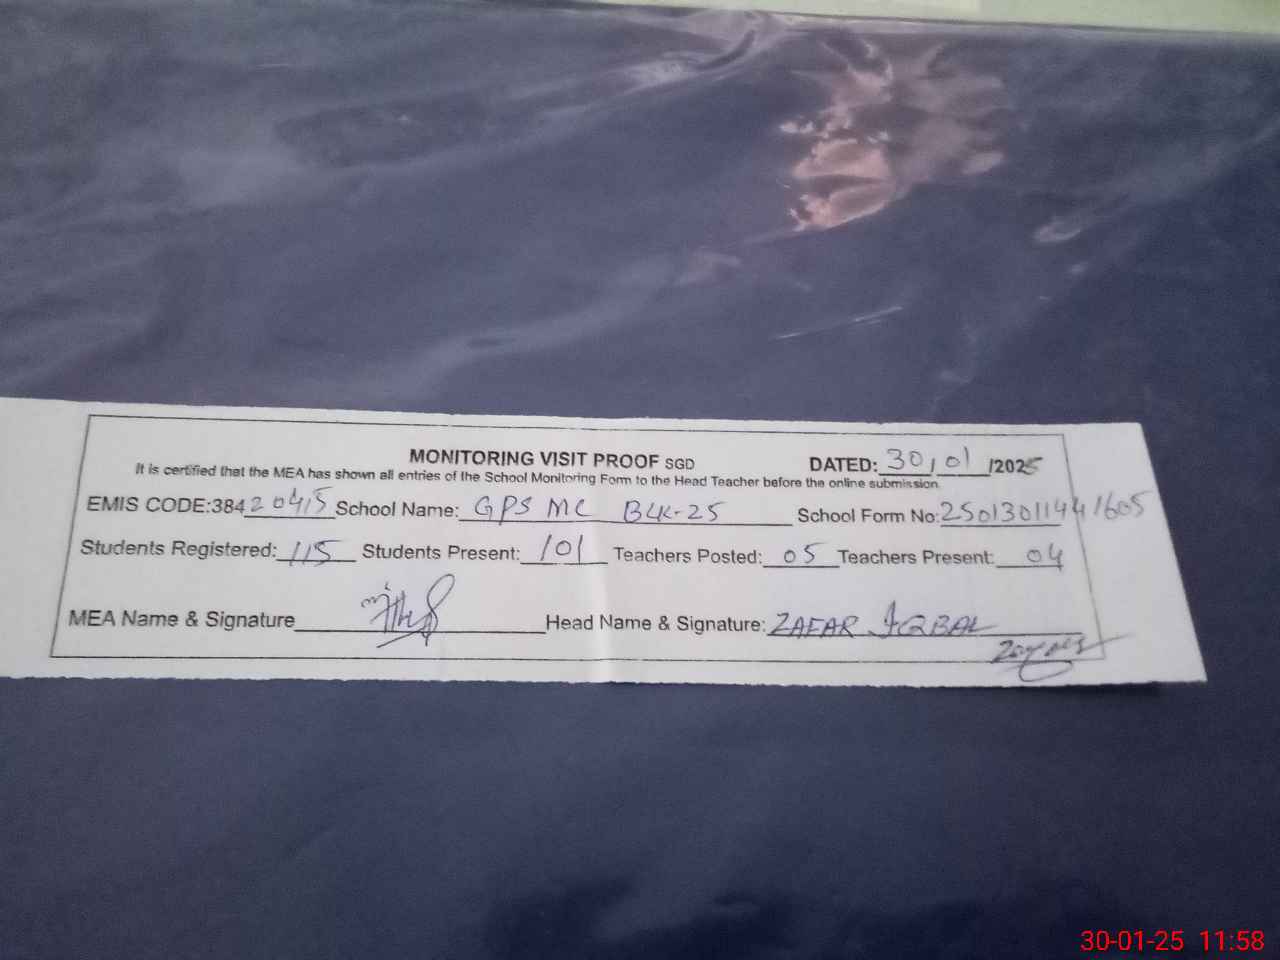 MONITORING VISIT PROOF SGD DATED: 30/01/2025
It is certified that the MEA has shown all entries of the School Monitoring Form to the Head Teacher before the online submission.
EMIS CODE:38420415 School Name: GPS MC BLK-25 School Form No: 25013011441605
Students Registered: 115 Students Present: 101 Teachers Posted: 05 Teachers Present: 04
MEA Name & Signature Head Name & Signature: ZAFAR IQBAL
30-01-25 11:58